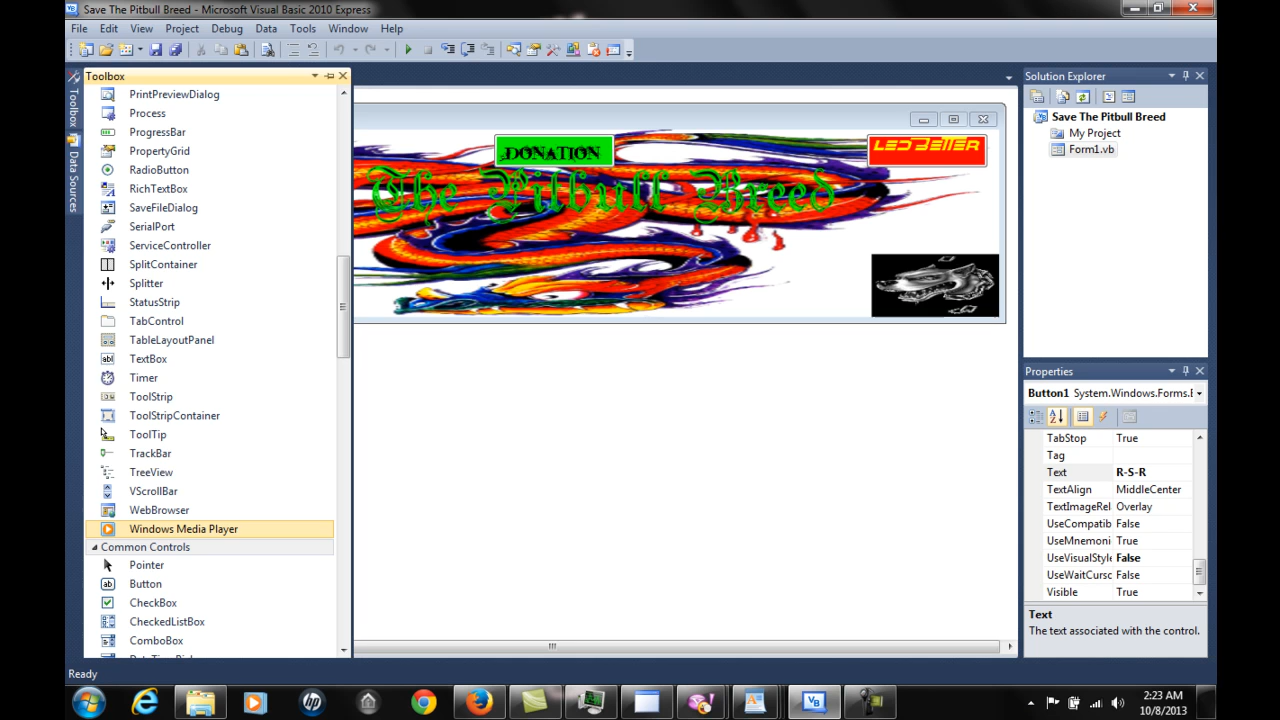 Save The Pitbull Breed - Microsoft Visual Basic 2010 Express
File Edit View Project Debug Data Tools Window Help
Toolbox
Toolbox
Data Sources
PrintPreviewDialog
Process
ProgressBar
PropertyGrid
RadioButton
RichTextBox
SaveFileDialog
SerialPort
ServiceController
SplitContainer
Splitter
StatusStrip
TabControl
TableLayoutPanel
TextBox
Timer
ToolStrip
ToolStripContainer
ToolTip
TrackBar
TreeView
VScrollBar
WebBrowser
Windows Media Player
Common Controls
Pointer
Button
CheckBox
CheckedListBox
ComboBox
DONATION
LEDBETTER
The Pitbull Breed
Solution Explorer
Save The Pitbull Breed
My Project
Form1.vb
Properties
Button1 System.Windows.Forms.
TabStop True
Tag
Text R-S-R
TextAlign MiddleCenter
TextImageRel Overlay
UseCompatib False
UseMnemoni True
UseVisualStyle False
UseWaitCursc False
Visible True
Text
The text associated with the control.
Ready
2:23 AM
10/8/2013